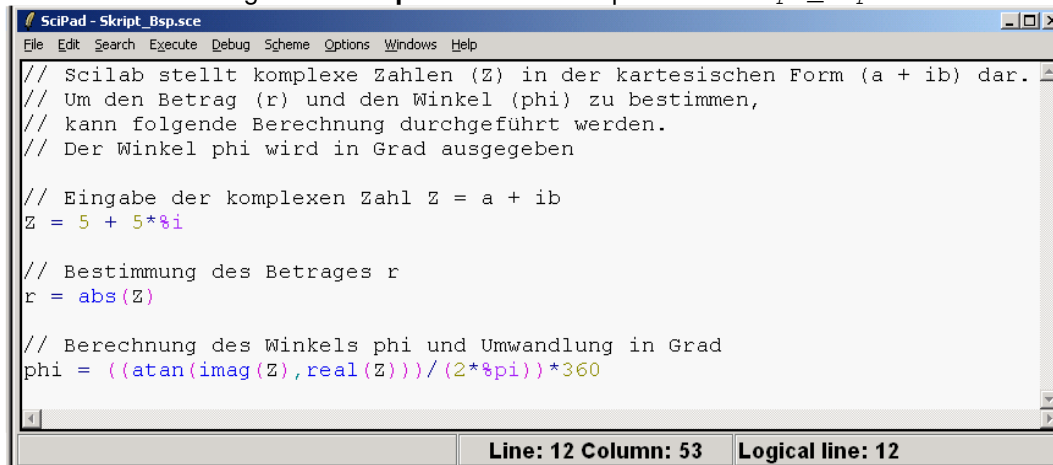 SciPad - Skript_Bsp.sce
File Edit Search Execute Debug Scheme Options Windows Help
// Scilab stellt komplexe Zahlen (Z) in der kartesischen Form (a + ib) dar.
// Um den Betrag (r) und den Winkel (phi) zu bestimmen,
// kann folgende Berechnung durchgeführt werden.
// Der Winkel phi wird in Grad ausgegeben
// Eingabe der komplexen Zahl Z = a + ib
Z = 5 + 5*%i
// Bestimmung des Betrages r
r = abs(Z)
// Berechnung des Winkels phi und Umwandlung in Grad
phi = ((atan(imag(Z),real(Z)))/(2*%pi))*360
Line: 12 Column: 53 Logical line: 12